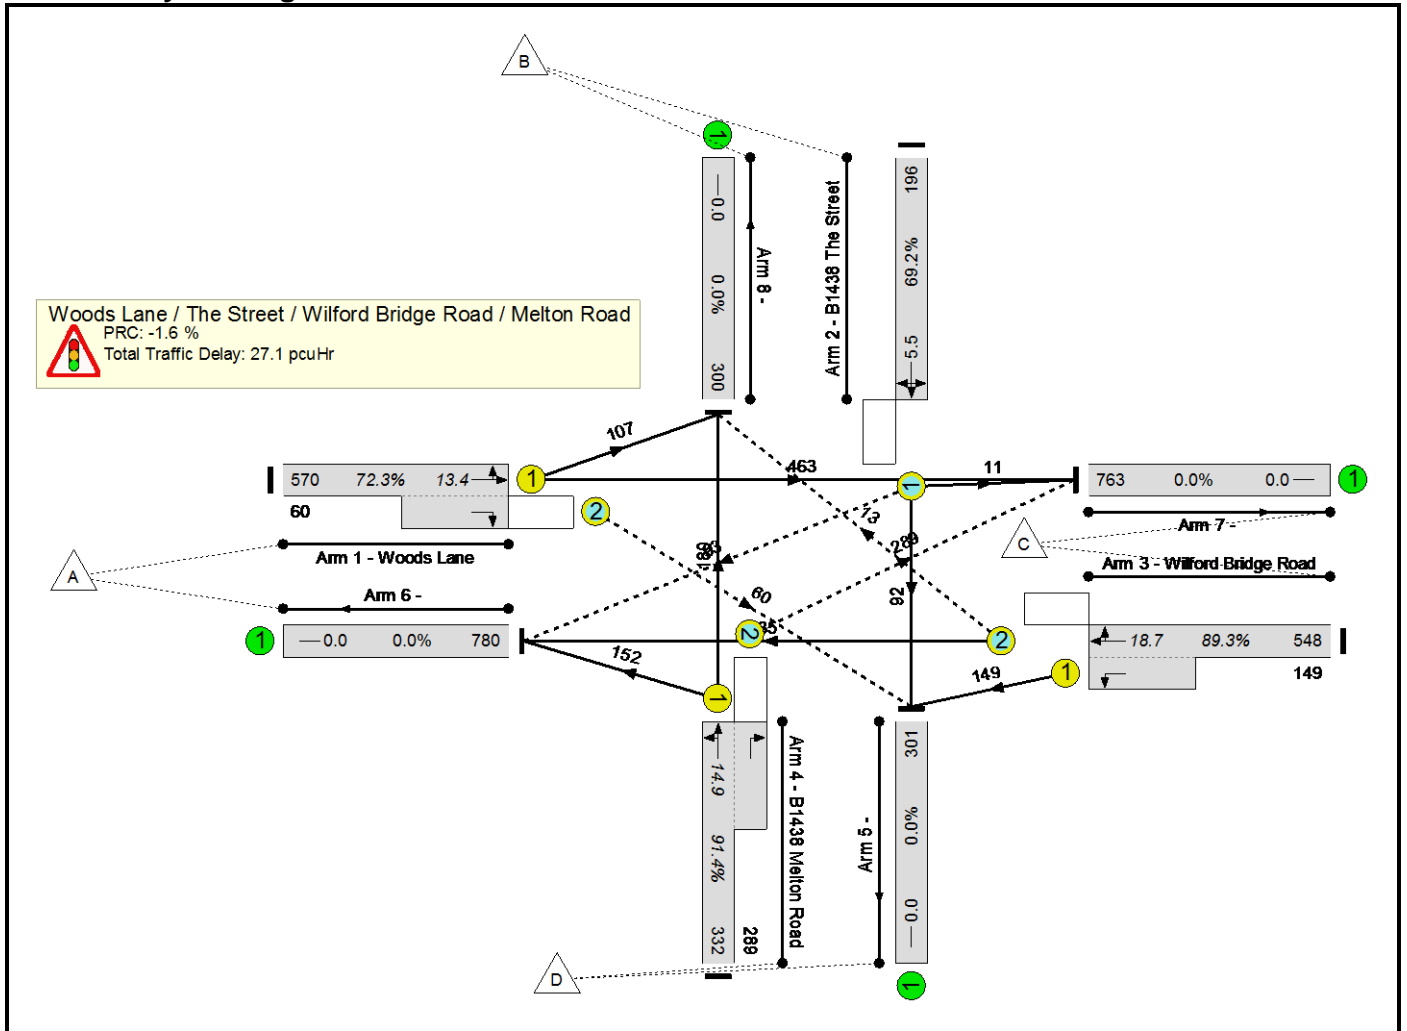 B
1
0.0
0.0%
300
Arm 8 -
Arm 2 - B1438 The Street
196
69.2%
5.5
Woods Lane / The Street / Wilford Bridge Road / Melton Road
PRC: -1.6 %
Total Traffic Delay: 27.1 pcuHr
107
463
11
570 72.3% 13.4
1
1
763 0.0% 0.0
1
60
2
13
289
Arm 7 -
C
Arm 1 - Woods Lane
Arm 3 - Wilford Bridge Road
A
Arm 6 -
60
92
1
0.0 0.0% 780
2
2
18.7 89.3% 548
152
149
1
149
1
14.9
91.4%
332
289
Arm 4 - B1438 Melton Road
Arm 5 -
301
0.0%
0.0
D
1